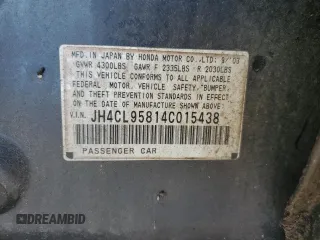 MFD. IN JAPAN BY HONDA MOTOR CO., LTD. 9/03
GVWR 4300LBS GAWR F 2335LBS R 2030LBS
THIS VEHICLE CONFORMS TO ALL APPLICABLE
FEDERAL MOTOR VEHICLE SAFETY, BUMPER,
AND THEFT PREVENTION STANDARDS IN EFFECT ON THE
DATE OF MANUFACTURE SHOWN ABOVE.
V.I.N. JH4CL95814C015438
PASSENGER CAR
DREAMBID